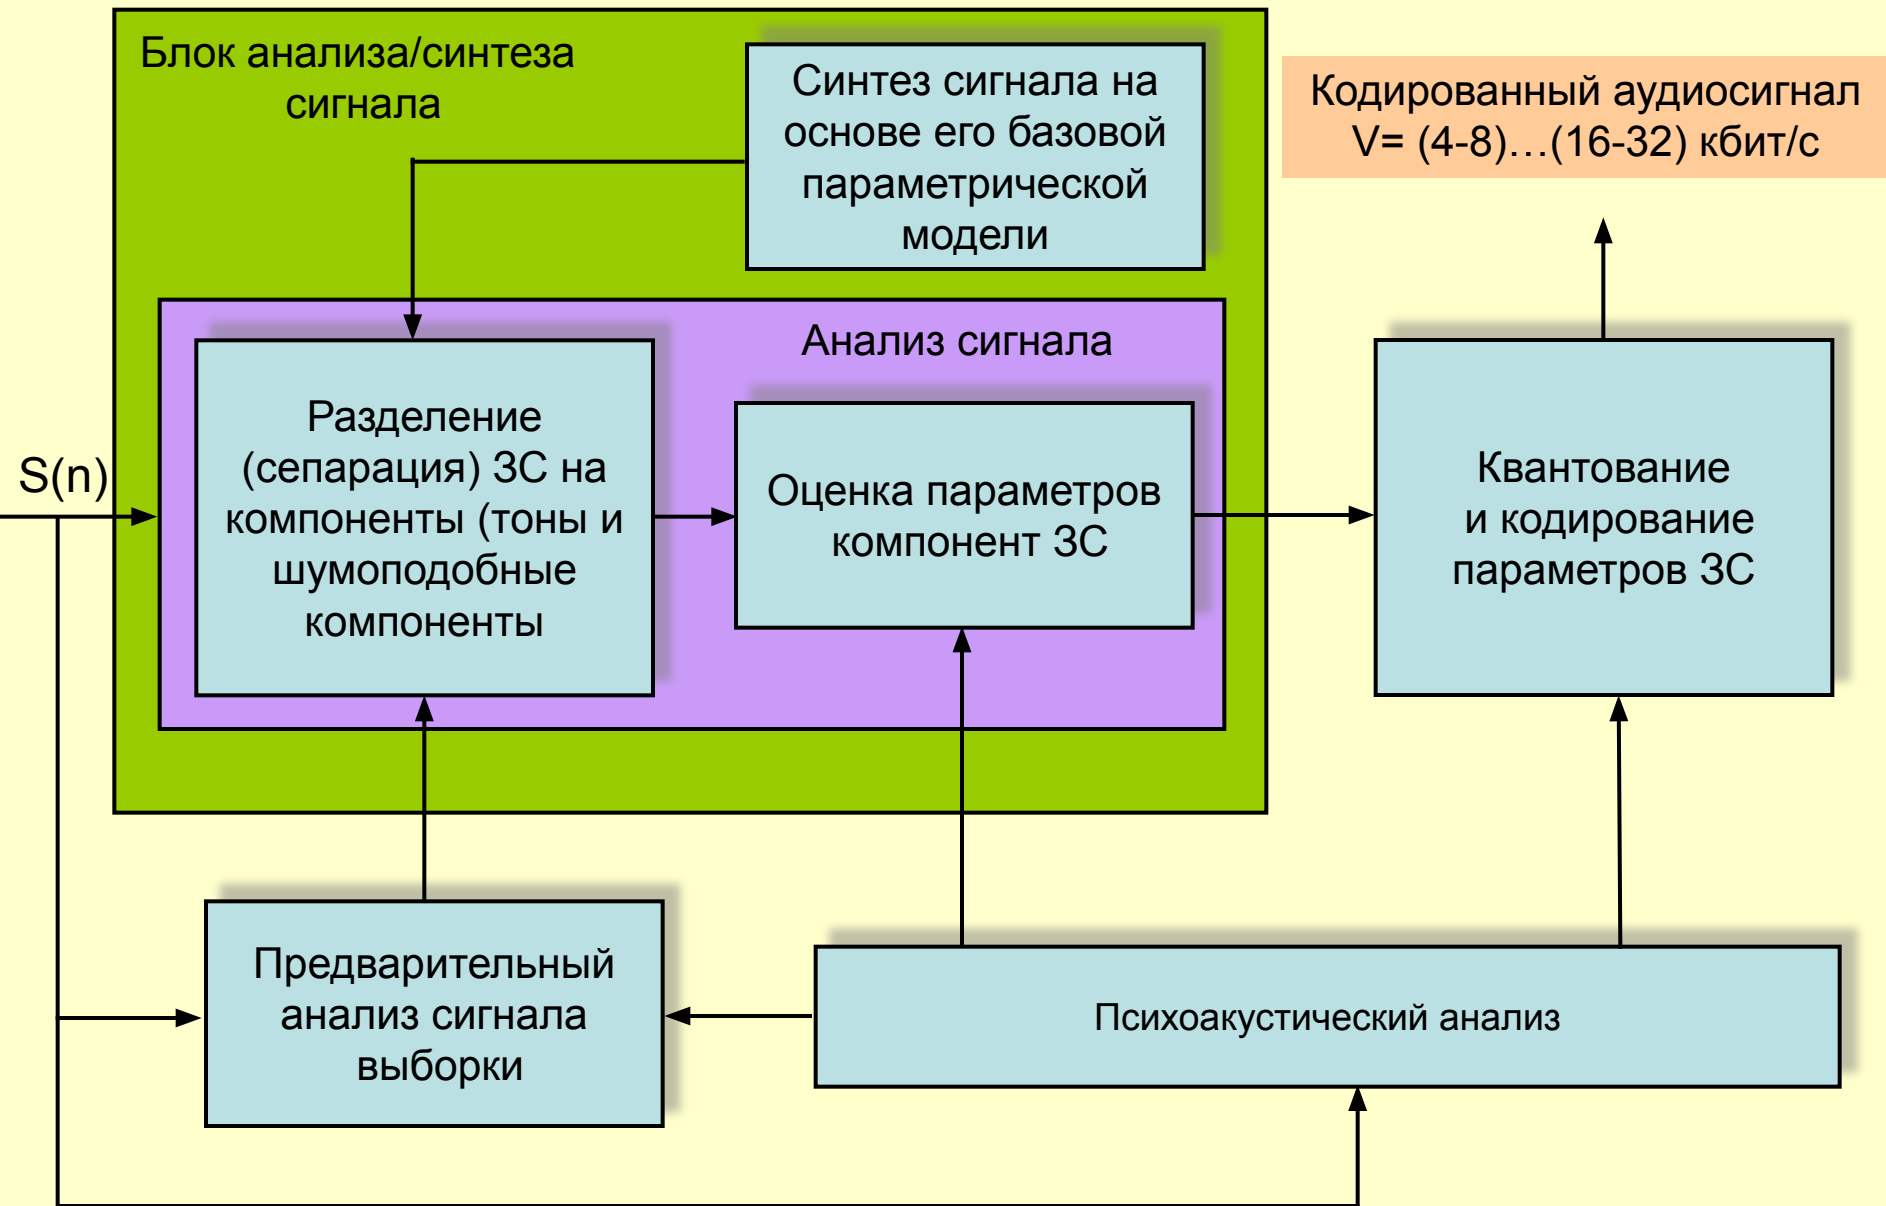 Блок анализа/синтеза
сигнала
Синтез сигнала на
основе его базовой
параметрической
модели
Кодированный аудиосигнал
V= (4-8)…(16-32) кбит/с
Анализ сигнала
S(n)
Разделение
(сепарация) ЗС на
компоненты (тоны и
шумоподобные
компоненты
Оценка параметров
компонент ЗС
Квантование
и кодирование
параметров ЗС
Предварительный
анализ сигнала
выборки
Психоакустический анализ